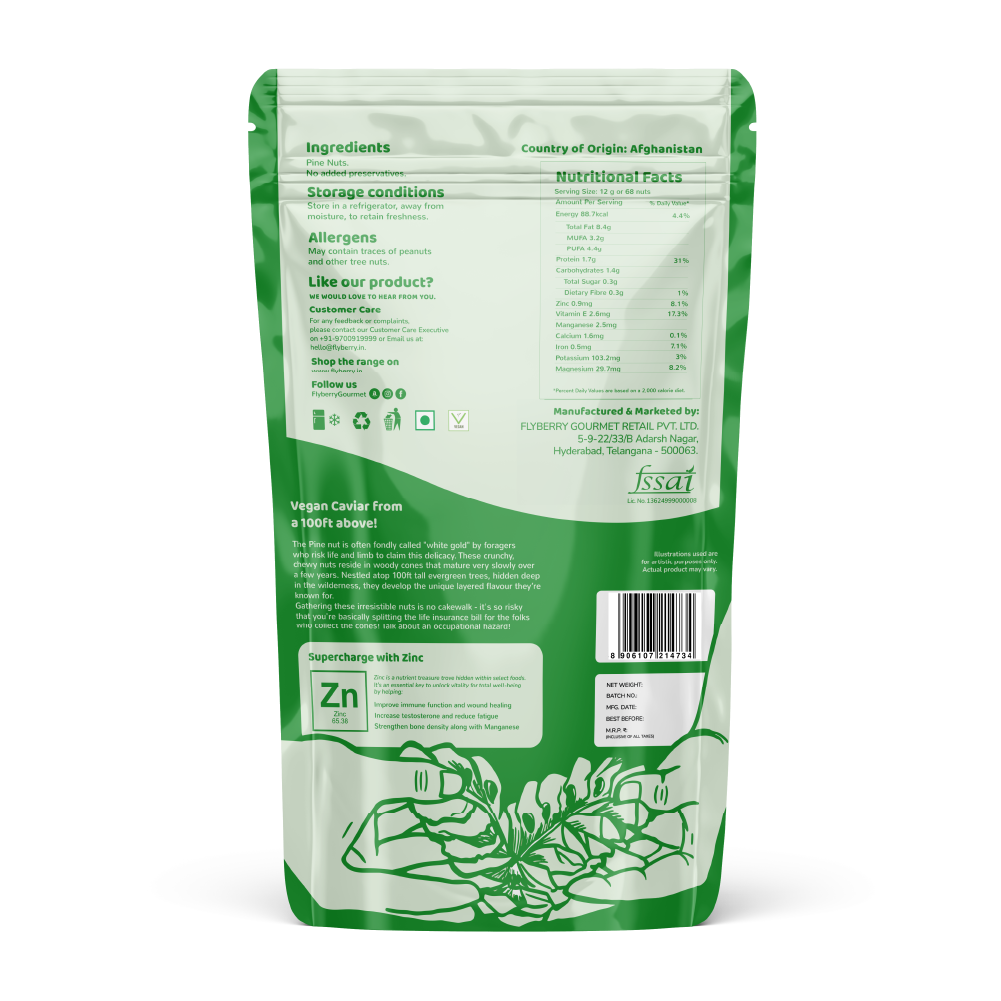 Ingredients
Pine Nuts.
No added preservatives.
Storage conditions
Store in a refrigerator, away from
moisture, to retain freshness.
Allergens
May contain traces of peanuts
and other tree nuts.
Like our product?
WE WOULD LOVE TO HEAR FROM YOU.
Customer Care
For any feedback or complaints,
please contact our Customer Care Executive
on +91-9700919999 or Email us at:
hello@flyberry.in.
Shop the range on
www.flyberry.in
Follow us
FlyberryGourmet
VEGAN
Country of Origin: Afghanistan
Nutritional Facts
Serving Size: 12 g or 68 nuts
Amount Per Serving % Daily Value*
Energy 88.7kcal 4.4%
Total Fat 8.4g
MUFA 3.2g
PUFA 4.4g
Protein 1.7g 31%
Carbohydrates 1.4g
Total Sugar 0.3g
Dietary Fibre 0.3g 1%
Zinc 0.9mg 8.1%
Vitamin E 2.6mg 17.3%
Manganese 2.5mg
Calcium 1.6mg 0.1%
Iron 0.5mg 7.1%
Potassium 103.2mg 3%
Magnesium 29.7mg 8.2%
*Percent Daily Values are based on a 2,000 calorie diet.
Manufactured & Marketed by:
FLYBERRY GOURMET RETAIL PVT. LTD.
5-9-22/33/B Adarsh Nagar,
Hyderabad, Telangana - 500063.
fssai
Lic. No.13624999000009
Vegan Caviar from
a 100ft above!
The Pine nut is often fondly called "white gold" by foragers
who risk life and limb to claim this delicacy. These crunchy,
chewy nuts reside in woody cones that mature very slowly over
a few years. Nestled atop 100ft tall evergreen trees, hidden deep
in the wilderness, they develop the unique layered flavour they're
known for.
Gathering these irresistible nuts is no cakewalk - it's so risky
that you're basically splitting the life insurance bill for the folks
who collect the cones! Talk about an occupational hazard!
Illustrations used are
for artistic purposes only.
Actual product may vary.
8 906107 214734
Supercharge with Zinc
Zn
Zinc
65.38
Zinc is a nutrient treasure trove hidden within select foods.
It's an essential key to unlock vitality for total well-being
by helping:
Improve immune function and wound healing
Increase testosterone and reduce fatigue
Strengthen bone density along with Manganese
NET WEIGHT:
BATCH NO.:
MFG. DATE:
BEST BEFORE:
M.R.P. ₹:
(INCLUSIVE OF ALL TAXES)